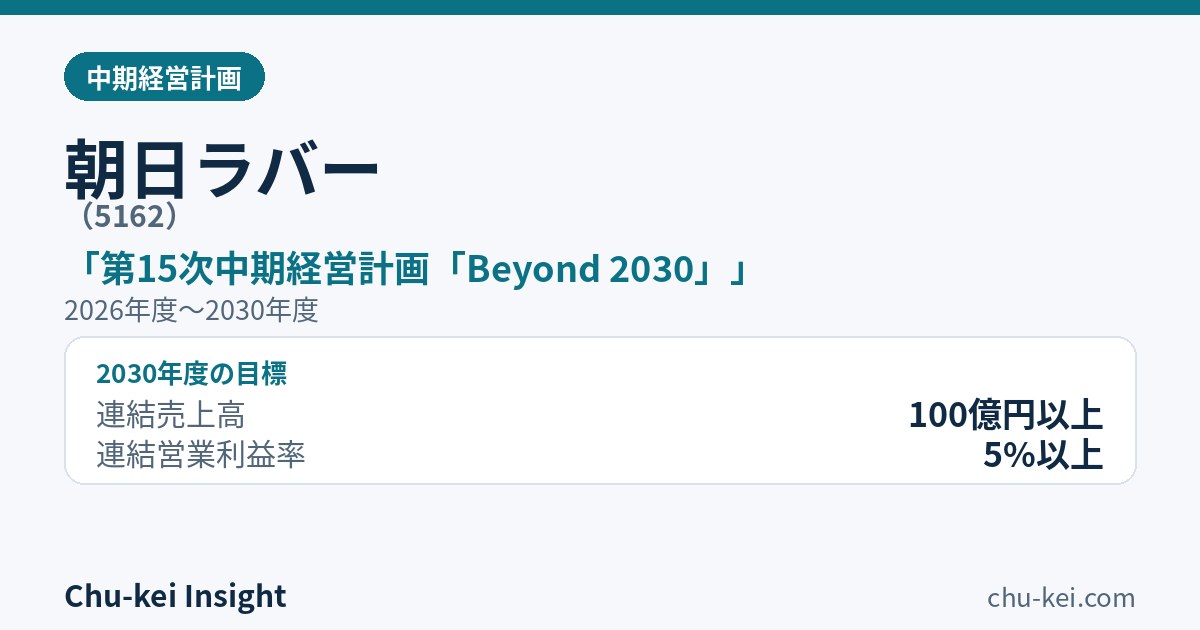 中期経営計画
朝日ラバー
（5162）
「第15次中期経営計画「Beyond 2030」」
2026年度〜2030年度
2030年度の目標
連結売上高 100億円以上
連結営業利益率 5%以上
Chu-kei Insight chu-kei.com